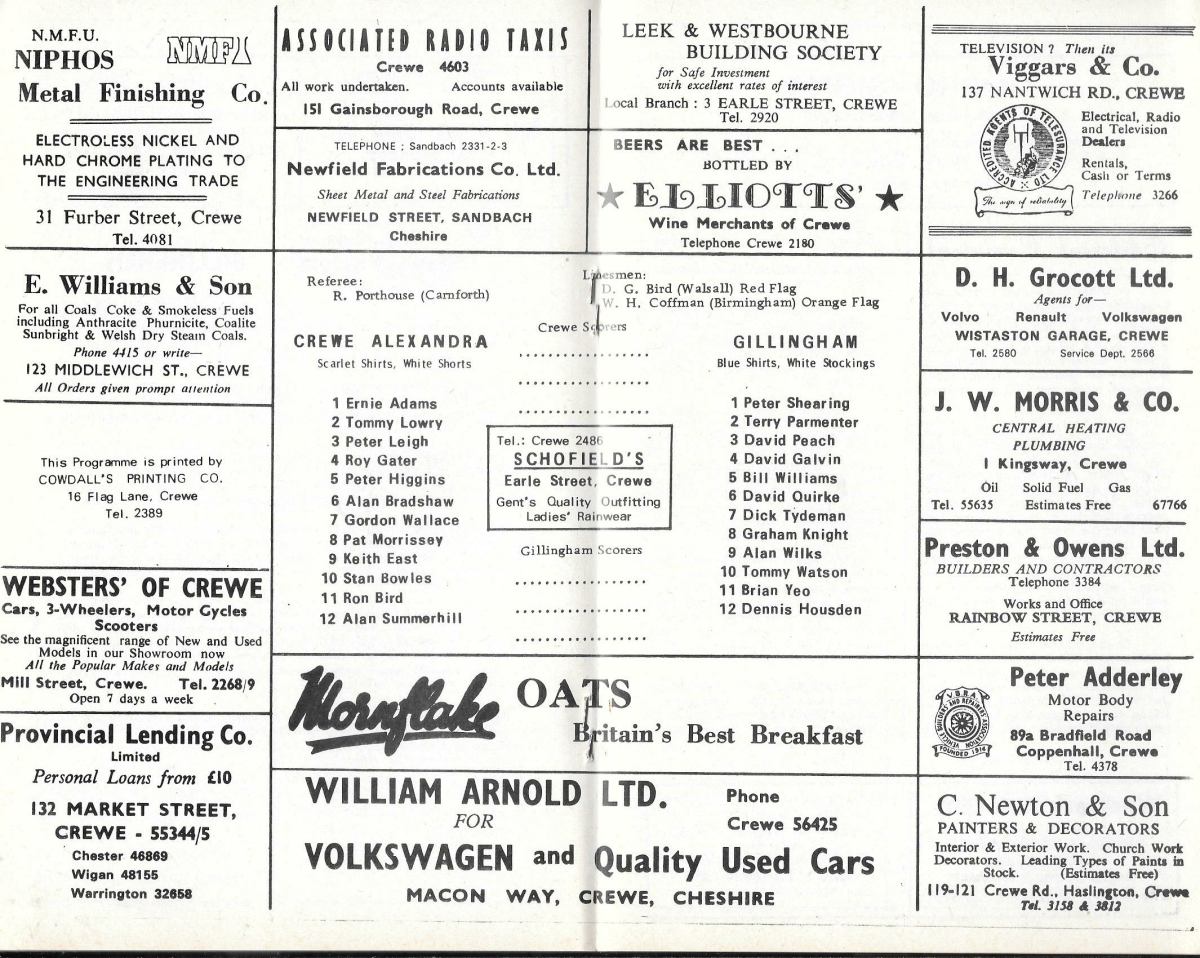 N.M.F.U.
NIPHOS
NMFU
Metal Finishing Co.
ELECTROLESS NICKEL AND
HARD CHROME PLATING TO
THE ENGINEERING TRADE
31 Furber Street, Crewe
Tel. 4081
E. Williams & Son
For all Coals Coke & Smokeless Fuels
including Anthracite Phurnicite, Coalite
Sunbright & Welsh Dry Steam Coals.
Phone 4415 or write—
123 MIDDLEWICH ST., CREWE
All Orders given prompt attention
This Programme is printed by
COWDALL'S PRINTING CO.
16 Flag Lane, Crewe
Tel. 2389
WEBSTERS' OF CREWE
Cars, 3-Wheelers, Motor Cycles
Scooters
See the magnificent range of New and Used
Models in our Showroom now
All the Popular Makes and Models
Mill Street, Crewe. Tel. 2268/9
Open 7 days a week
Provincial Lending Co.
Limited
Personal Loans from £10
132 MARKET STREET,
CREWE - 55344/5
Chester 46869
Wigan 48155
Warrington 32658
ASSOCIATED RADIO TAXIS
Crewe 4603
All work undertaken. Accounts available
151 Gainsborough Road, Crewe
TELEPHONE : Sandbach 2331-2-3
Newfield Fabrications Co. Ltd.
Sheet Metal and Steel Fabrications
NEWFIELD STREET, SANDBACH
Cheshire
LEEK & WESTBOURNE
BUILDING SOCIETY
for Safe Investment
with excellent rates of interest
Local Branch : 3 EARLE STREET, CREWE
Tel. 2920
BEERS ARE BEST . . .
BOTTLED BY
★ ELLIOTTS' ★
Wine Merchants of Crewe
Telephone Crewe 2180
Referee:
R. Porthouse (Carnforth)
Linesmen:
D. G. Bird (Walsall) Red Flag
W. H. Coffman (Birmingham) Orange Flag
CREWE ALEXANDRA
Scarlet Shirts, White Shorts
1 Ernie Adams
2 Tommy Lowry
3 Peter Leigh
4 Roy Gater
5 Peter Higgins
6 Alan Bradshaw
7 Gordon Wallace
8 Pat Morrissey
9 Keith East
10 Stan Bowles
11 Ron Bird
12 Alan Summerhill
Crewe Scorers
Tel.: Crewe 2486
SCHOFIELD'S
Earle Street, Crewe
Gent's Quality Outfitting
Ladies' Rainwear
Gillingham Scorers
GILLINGHAM
Blue Shirts, White Stockings
1 Peter Shearing
2 Terry Parmenter
3 David Peach
4 David Galvin
5 Bill Williams
6 David Quirke
7 Dick Tydeman
8 Graham Knight
9 Alan Wilks
10 Tommy Watson
11 Brian Yeo
12 Dennis Housden
Mornflake OATS
Britain's Best Breakfast
WILLIAM ARNOLD LTD.
FOR
Phone
Crewe 56425
VOLKSWAGEN and Quality Used Cars
MACON WAY, CREWE, CHESHIRE
TELEVISION ? Then its
Viggars & Co.
137 NANTWICH RD., CREWE
ACCREDITED AGENTS OF TELESURANCE LTD
The sign of reliability
Electrical, Radio
and Television
Dealers
Rentals,
Cash or Terms
Telephone 3266
D. H. Grocott Ltd.
Agents for—
Volvo Renault Volkswagen
WISTASTON GARAGE, CREWE
Tel. 2580 Service Dept. 2566
J. W. MORRIS & CO.
CENTRAL HEATING
PLUMBING
1 Kingsway, Crewe
Oil Solid Fuel Gas
Tel. 55635 Estimates Free 67766
Preston & Owens Ltd.
BUILDERS AND CONTRACTORS
Telephone 3384
Works and Office
RAINBOW STREET, CREWE
Estimates Free
Peter Adderley
V.B.R.A.
VEHICLE BUILDERS AND REPAIRERS ASSOCIATION
FOUNDED 1914
Motor Body
Repairs
89a Bradfield Road
Coppenhall, Crewe
Tel. 4378
C. Newton & Son
PAINTERS & DECORATORS
Interior & Exterior Work. Church Work
Decorators. Leading Types of Paints in
Stock. (Estimates Free)
119-121 Crewe Rd., Haslington, Crewe
Tel. 3158 & 3812